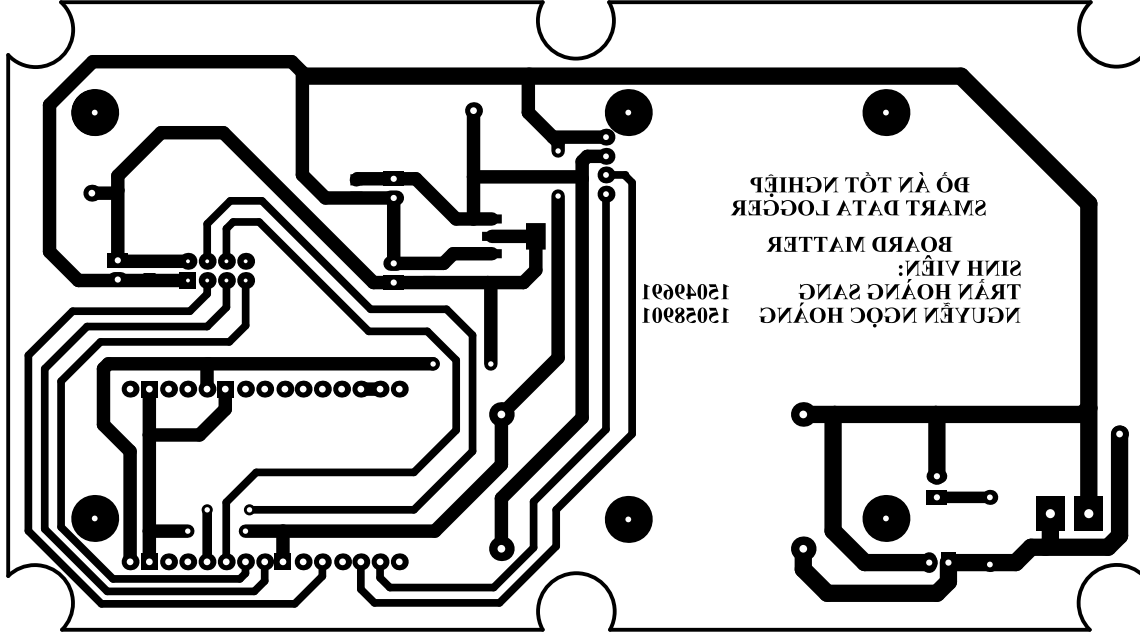 ĐỒ ÁN TỐT NGHIỆP
SMART DATA LOGGER
BOARD MATTER
SINH VIÊN:
TRẦN HOÀNG SANG 15049691
NGUYỄN NGỌC HOÀNG 15058901